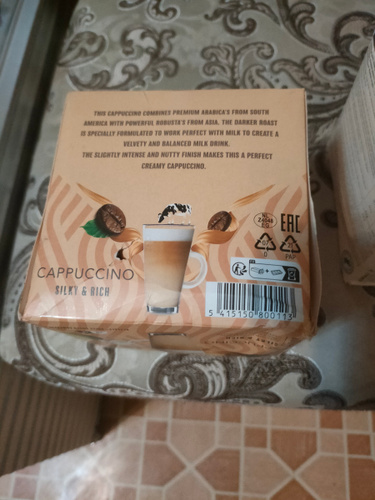 THIS CAPPUCCINO COMBINES PREMIUM ARABICA'S FROM SOUTH
AMERICA WITH POWERFUL ROBUSTA'S FROM ASIA. THE DARKER ROAST
IS SPECIALLY FORMULATED TO WORK PERFECT WITH MILK TO CREATE A
VELVETY AND BALANCED MILK DRINK.
THE SLIGHTLY INTENSE AND NUTTY FINISH MAKES THIS A PERFECT
CREAMY CAPPUCCINO.
EAC
PAP
CAPPUCCINO
SILKY & RICH
5 415150 800113